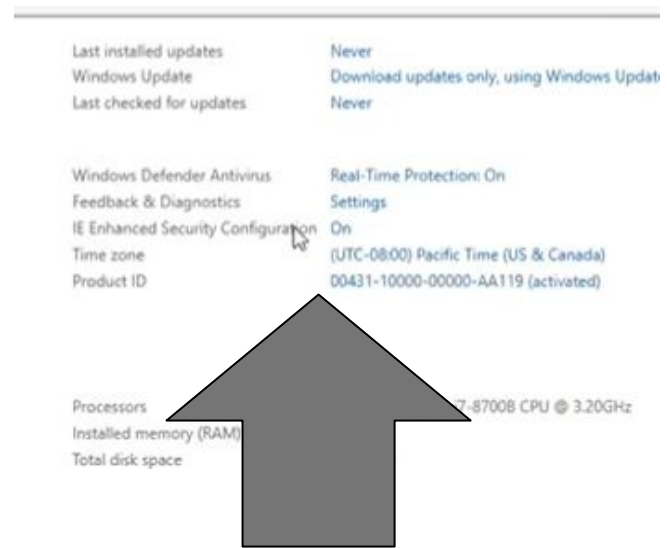 Last installed updates Never
Windows Update Download updates only, using Windows Update
Last checked for updates Never
Windows Defender Antivirus Real-Time Protection: On
Feedback & Diagnostics Settings
IE Enhanced Security Configuration On
Time zone (UTC-08:00) Pacific Time (US & Canada)
Product ID 00431-10000-00000-AA119 (activated)
Processors 7-8700B CPU @ 3.20GHz
Installed memory (RAM)
Total disk space